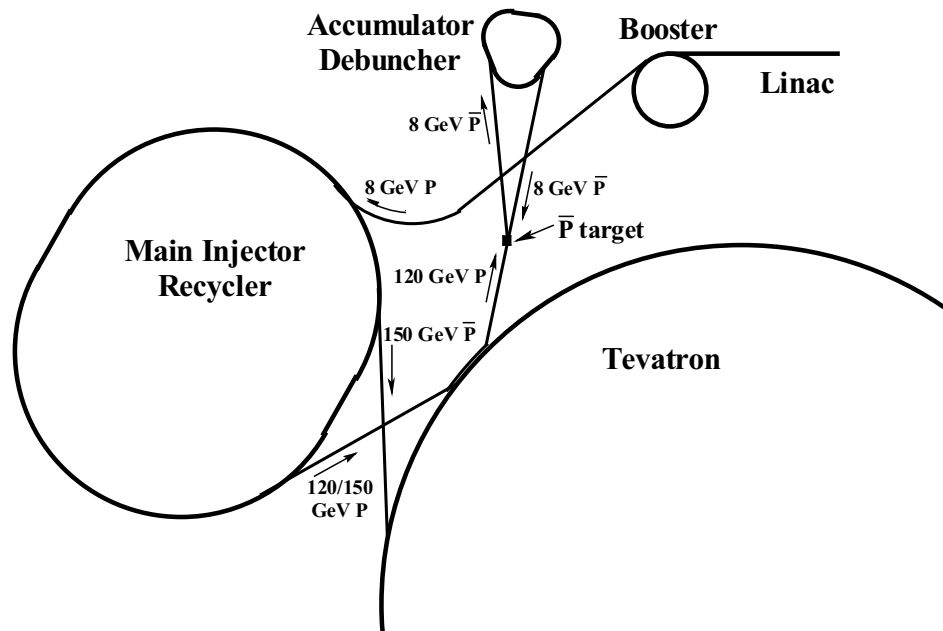 Accumulator
Debuncher
Booster
Linac
8 GeV P̅
8 GeV P
8 GeV P̅
P̅ target
Main Injector
Recycler
120 GeV P
150 GeV P̅
Tevatron
120/150
GeV P